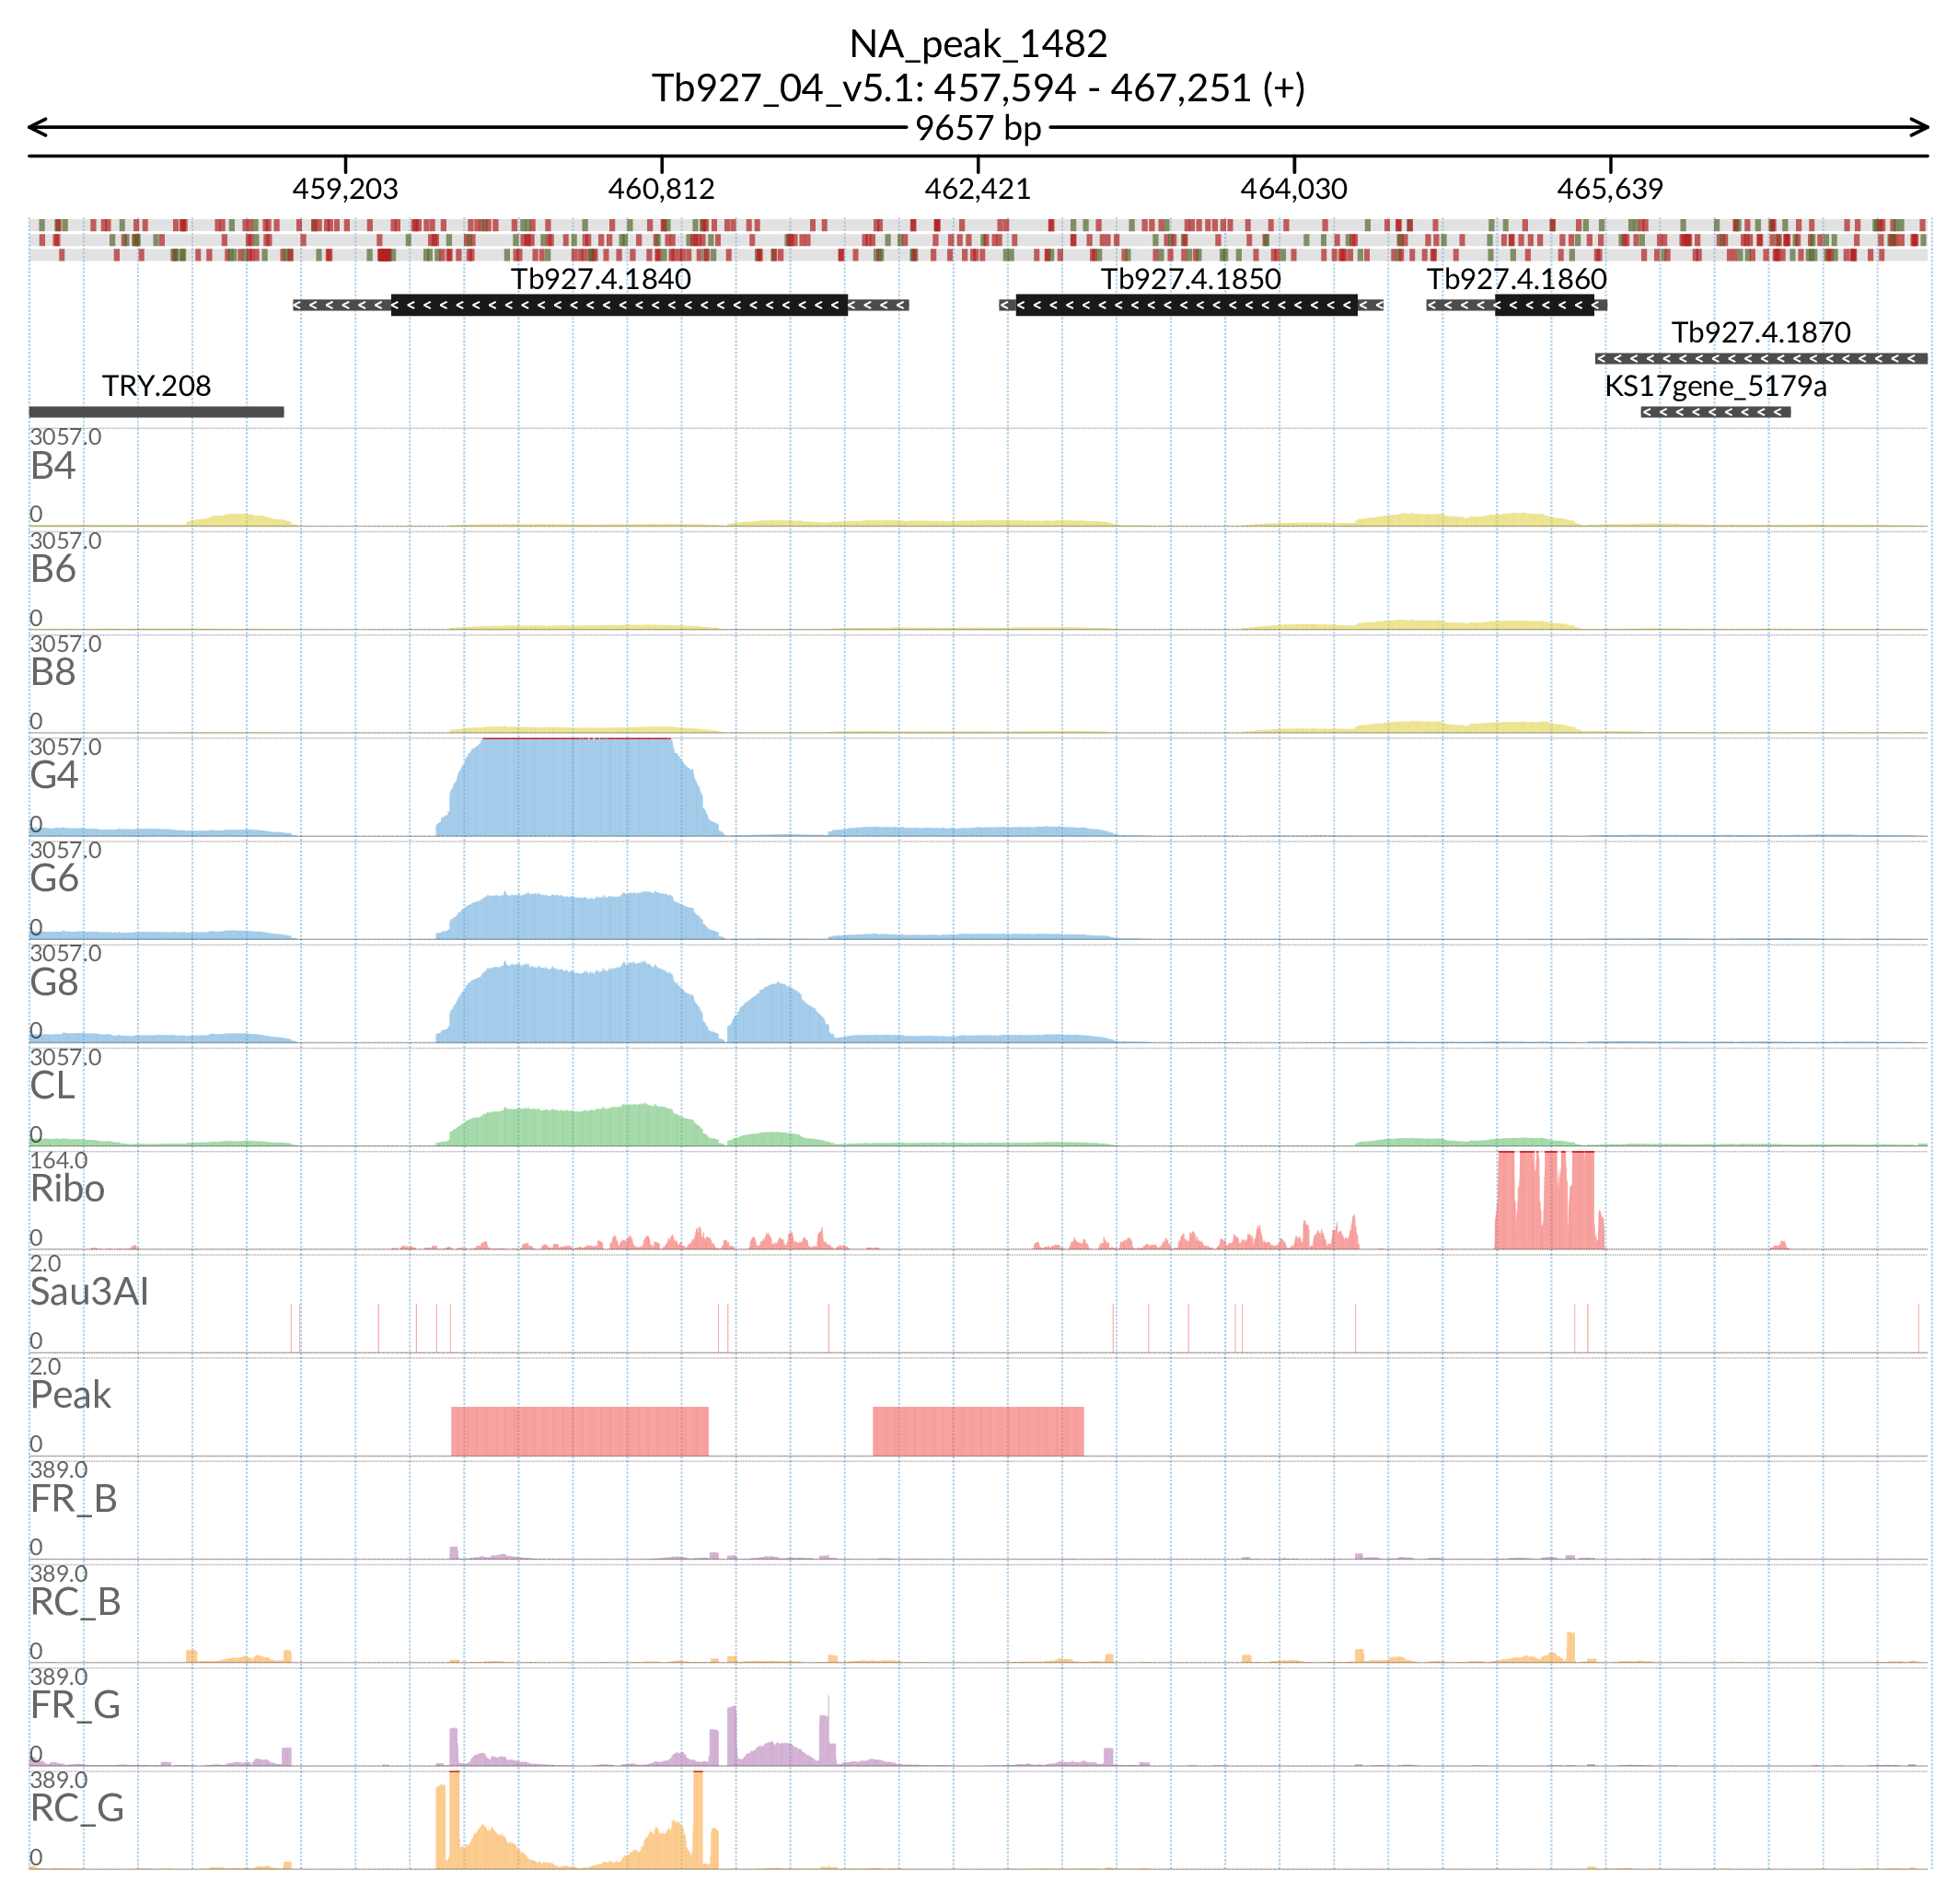 NA_peak_1482
Tb927_04_v5.1: 457,594 - 467,251 (+)
9657 bp
459,203 460,812 462,421 464,030 465,639
Tb927.4.1840 Tb927.4.1850 Tb927.4.1860
Tb927.4.1870
TRY.208 KS17gene_5179a
3057.0
B4
0
3057.0
B6
0
3057.0
B8
0
3057.0
G4
0
3057.0
G6
0
3057.0
G8
0
3057.0
CL
0
164.0
Ribo
0
2.0
Sau3AI
0
2.0
Peak
0
389.0
FR_B
0
389.0
RC_B
0
389.0
FR_G
0
389.0
RC_G
0